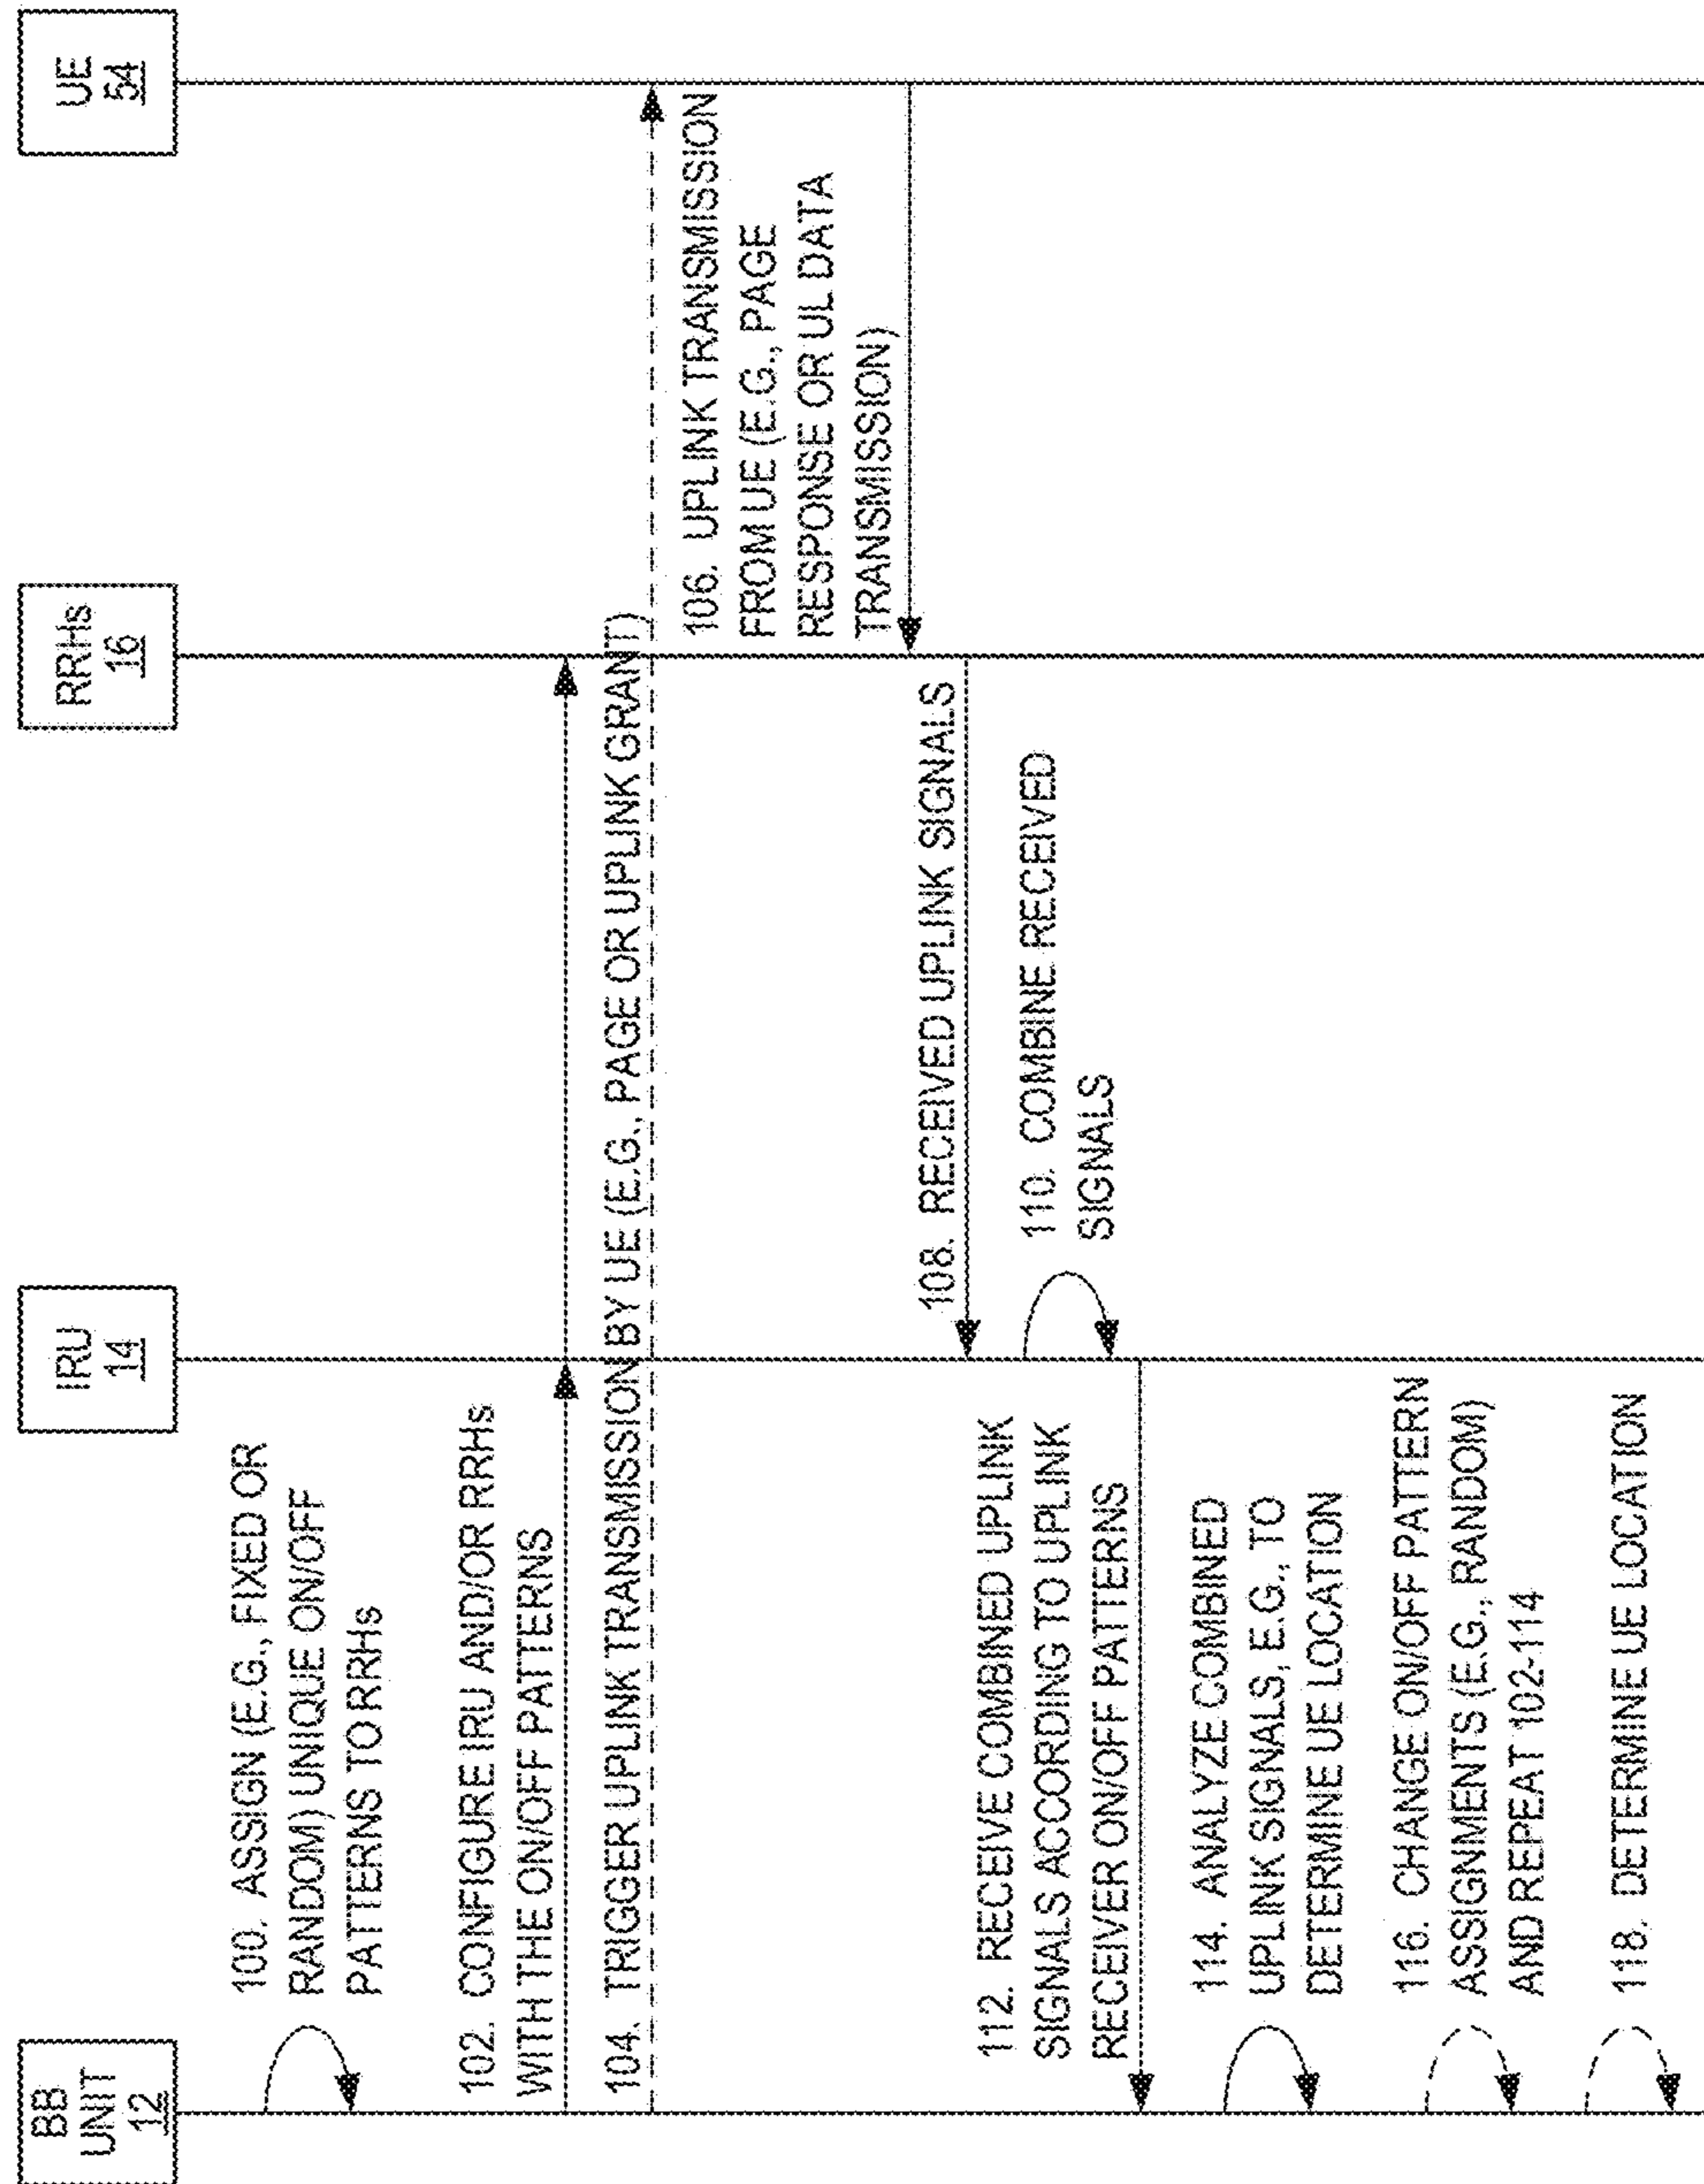 BB
UNIT
12
IRU
14
RRHs
16
UE
54
100. ASSIGN (E.G., FIXED OR
RANDOM) UNIQUE ON/OFF
PATTERNS TO RRHs
102. CONFIGURE IRU AND/OR RRHs
WITH THE ON/OFF PATTERNS
104. TRIGGER UPLINK TRANSMISSION BY UE (E.G., PAGE OR UPLINK GRANT)
106. UPLINK TRANSMISSION
FROM UE (E.G., PAGE
RESPONSE OR UL DATA
TRANSMISSION)
108. RECEIVED UPLINK SIGNALS
110. COMBINE RECEIVED
SIGNALS
112. RECEIVE COMBINED UPLINK
SIGNALS ACCORDING TO UPLINK
RECEIVER ON/OFF PATTERNS
114. ANALYZE COMBINED
UPLINK SIGNALS, E.G., TO
DETERMINE UE LOCATION
116. CHANGE ON/OFF PATTERN
ASSIGNMENTS (E.G., RANDOM)
AND REPEAT 102-114
118. DETERMINE UE LOCATION